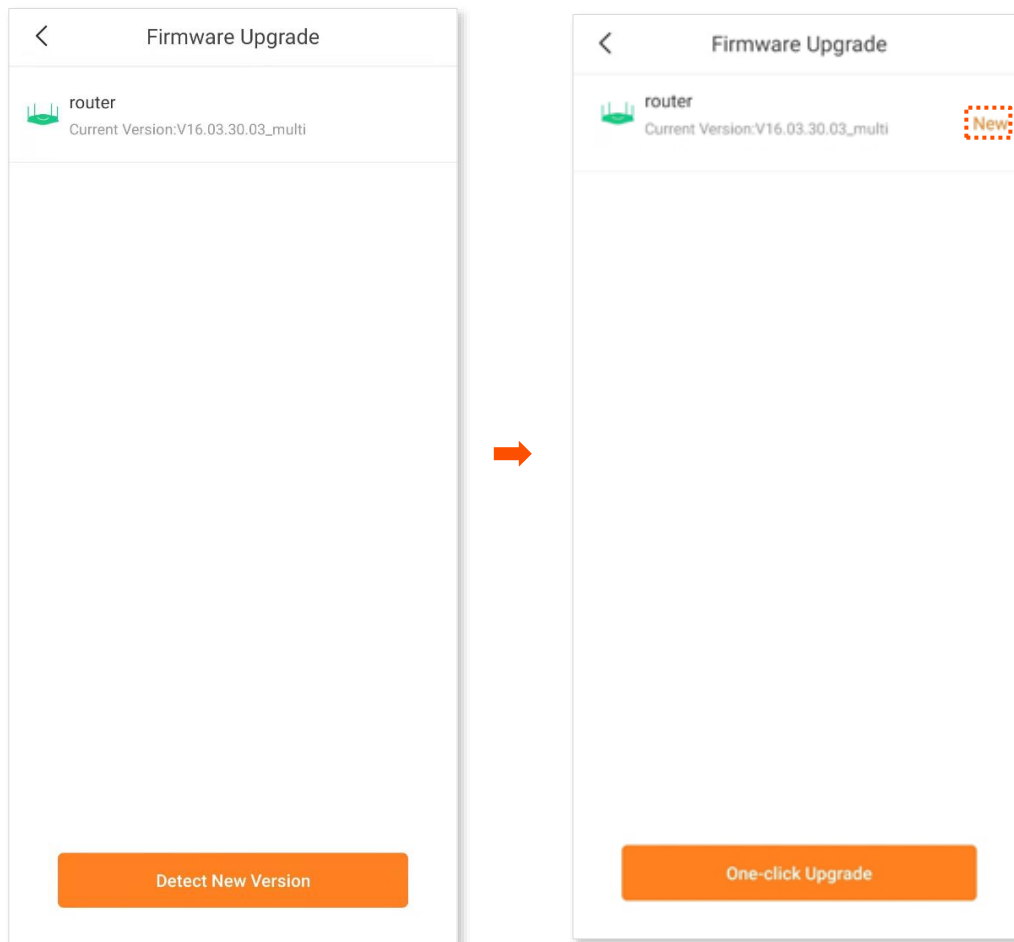 Firmware Upgrade
router
Current Version:V16.03.30.03_multi
Detect New Version
Firmware Upgrade
router
Current Version:V16.03.30.03_multi
New
One-click Upgrade